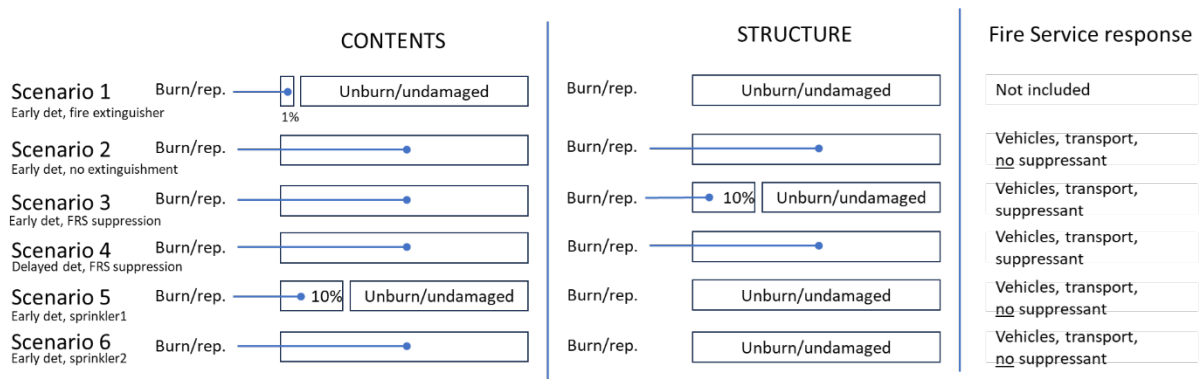 CONTENTS
STRUCTURE
Fire Service response
Scenario 1
Early det, fire extinguisher
Burn/rep.
1%
Unburn/undamaged
Burn/rep.
Unburn/undamaged
Not included
Scenario 2
Early det, no extinguishment
Burn/rep.
Burn/rep.
Vehicles, transport,
no suppressant
Scenario 3
Early det, FRS suppression
Burn/rep.
Burn/rep.
10%
Unburn/undamaged
Vehicles, transport,
suppressant
Scenario 4
Delayed det, FRS suppression
Burn/rep.
Burn/rep.
Vehicles, transport,
suppressant
Scenario 5
Early det, sprinkler1
Burn/rep.
10%
Unburn/undamaged
Burn/rep.
Unburn/undamaged
Vehicles, transport,
no suppressant
Scenario 6
Early det, sprinkler2
Burn/rep.
Burn/rep.
Unburn/undamaged
Vehicles, transport,
no suppressant